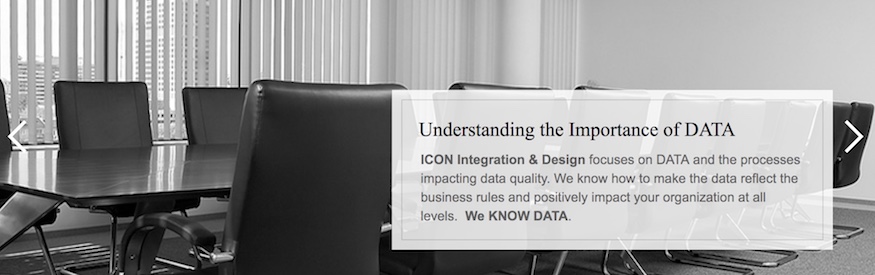 Understanding the Importance of DATA
ICON Integration & Design focuses on DATA and the processes
impacting data quality. We know how to make the data reflect the
business rules and positively impact your organization at all
levels.  We KNOW DATA.